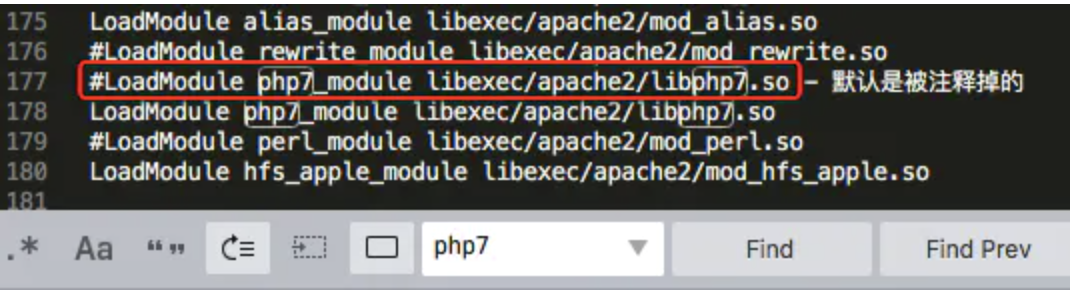 175 LoadModule alias_module libexec/apache2/mod_alias.so
176 #LoadModule rewrite_module libexec/apache2/mod_rewrite.so
177 #LoadModule php7_module libexec/apache2/libphp7.so - 默认是被注释掉的
178 LoadModule php7_module libexec/apache2/libphp7.so
179 #LoadModule perl_module libexec/apache2/mod_perl.so
180 LoadModule hfs_apple_module libexec/apache2/mod_hfs_apple.so
181
.* Aa “” php7 Find Find Prev